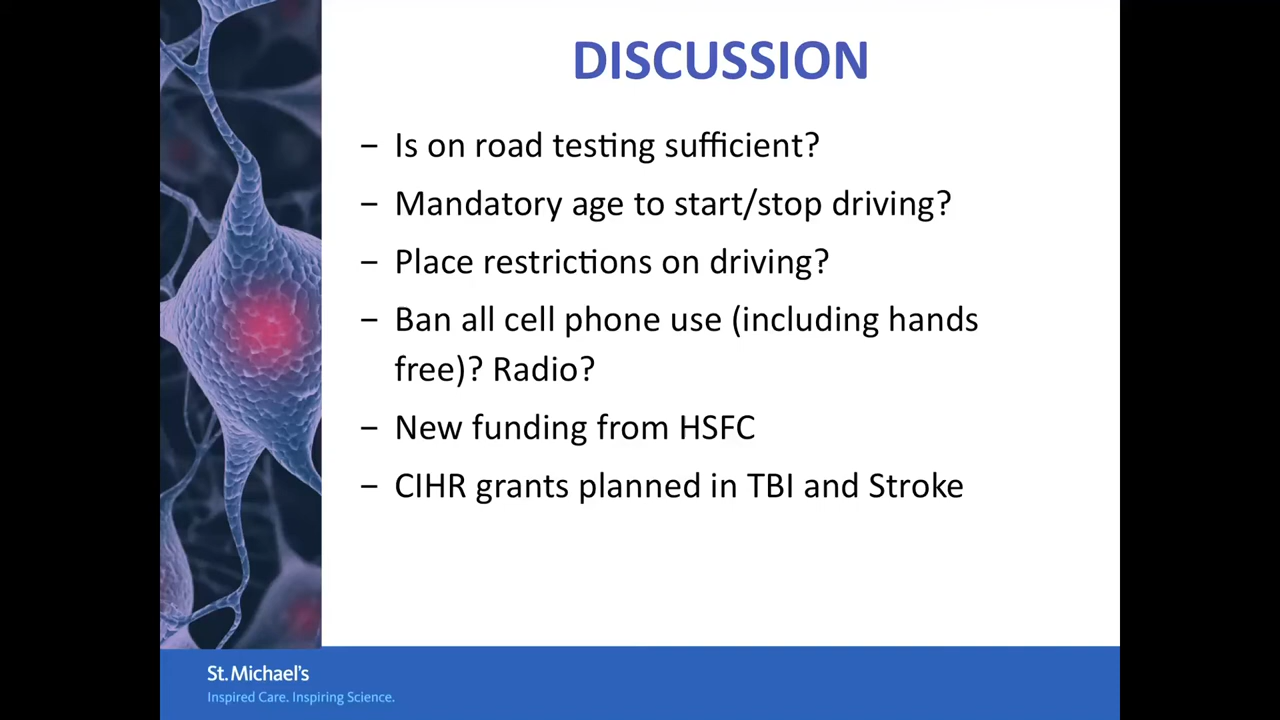 DISCUSSION
– Is on road testing sufficient?
– Mandatory age to start/stop driving?
– Place restrictions on driving?
– Ban all cell phone use (including hands
free)? Radio?
– New funding from HSFC
– CIHR grants planned in TBI and Stroke
St. Michael's
Inspired Care. Inspiring Science.